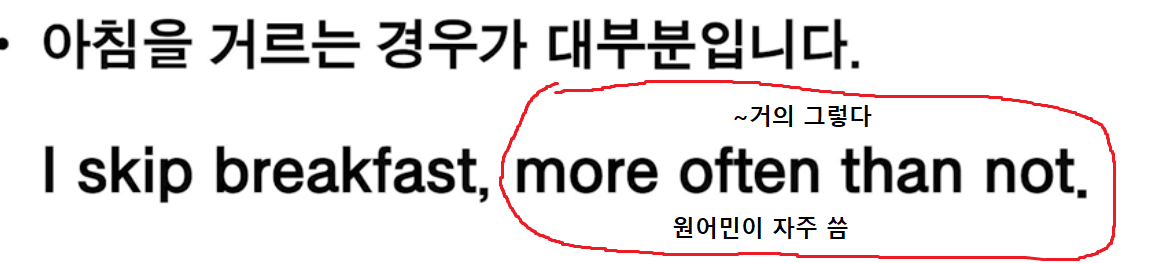 • 아침을 거르는 경우가 대부분입니다.
~거의 그렇다
I skip breakfast, more often than not.
원어민이 자주 씀